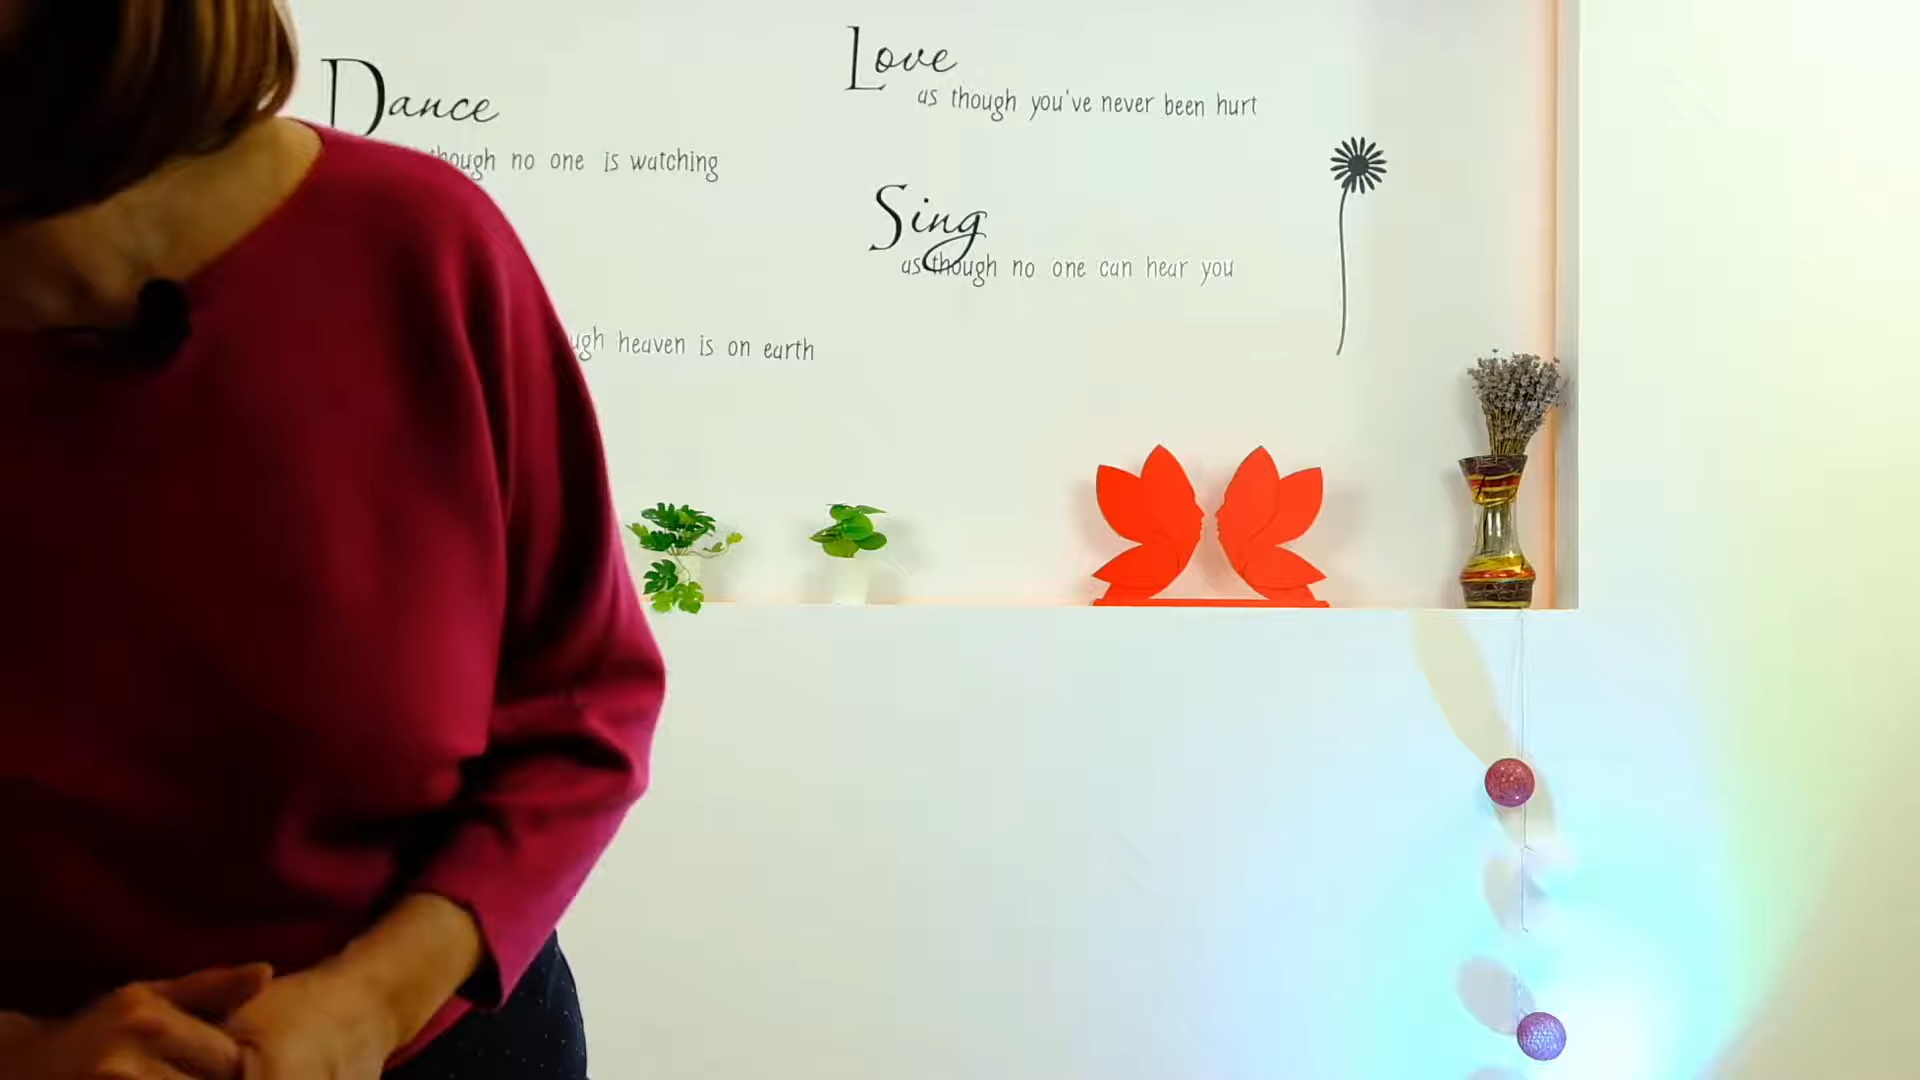 Dance
though no one is watching
heaven is on earth
Love
as though you've never been hurt
Sing
as though no one can hear you